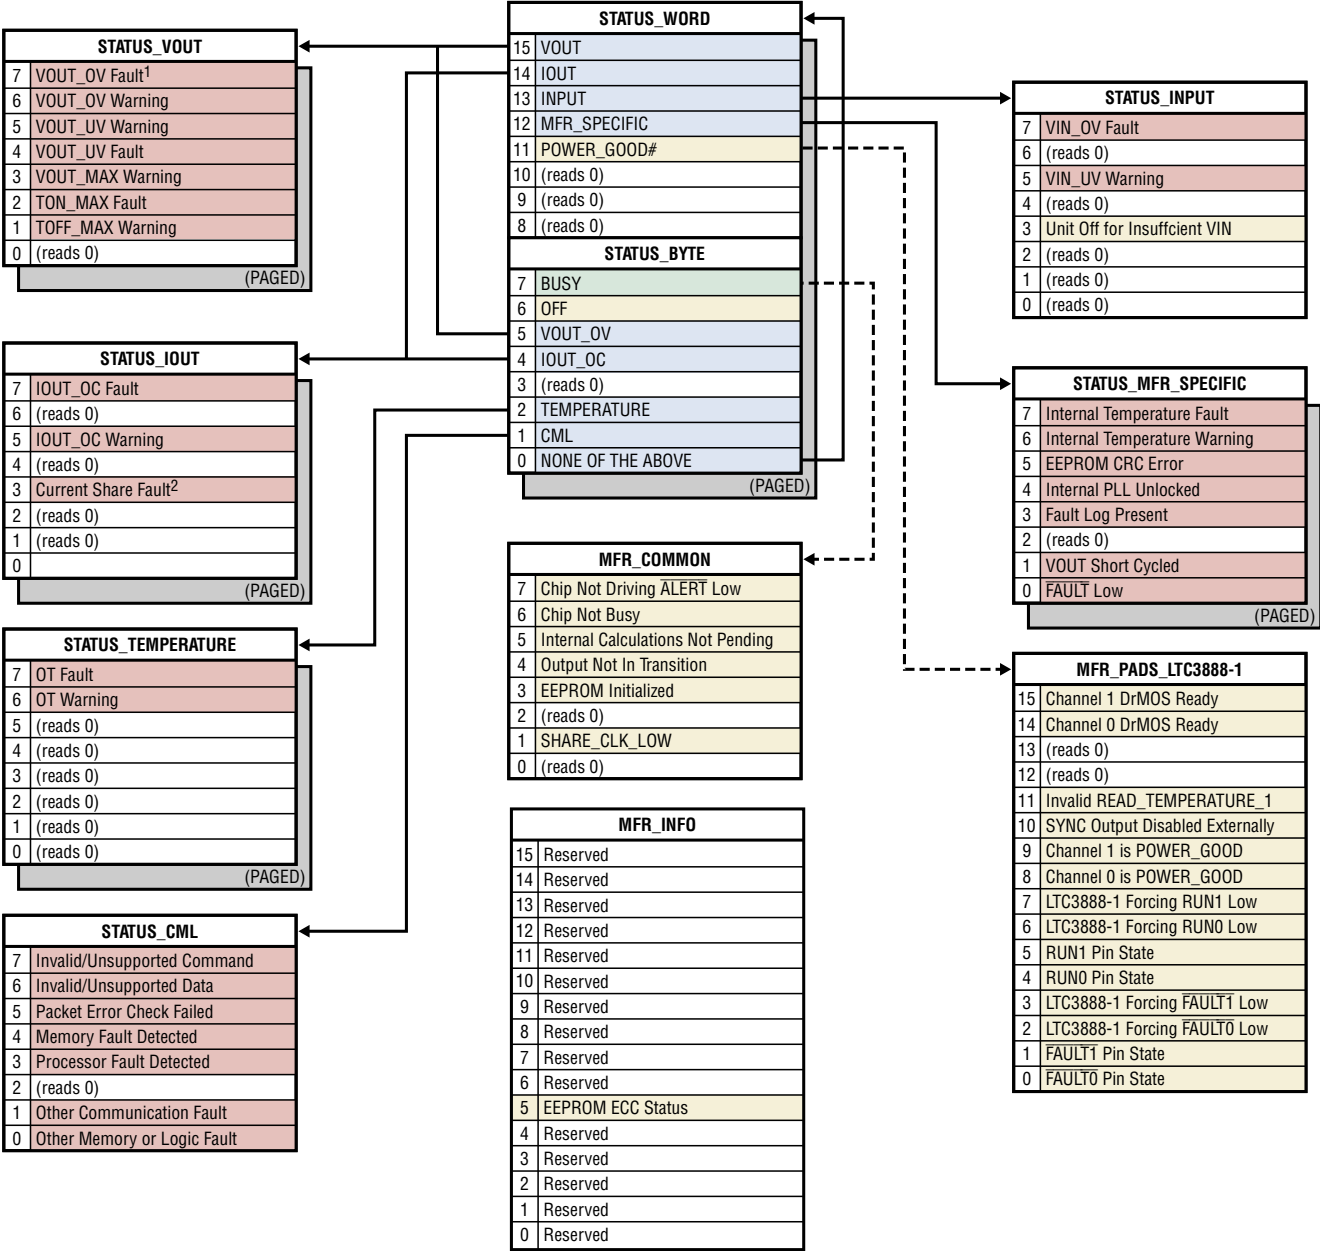 STATUS_WORD
15 VOUT
14 IOUT
13 INPUT
12 MFR_SPECIFIC
11 POWER_GOOD#
10 (reads 0)
9 (reads 0)
8 (reads 0)
STATUS_BYTE
7 BUSY
6 OFF
5 VOUT_OV
4 IOUT_OC
3 (reads 0)
2 TEMPERATURE
1 CML
0 NONE OF THE ABOVE
(PAGED)
STATUS_VOUT
7 VOUT_OV Fault1
6 VOUT_OV Warning
5 VOUT_UV Warning
4 VOUT_UV Fault
3 VOUT_MAX Warning
2 TON_MAX Fault
1 TOFF_MAX Warning
0 (reads 0)
(PAGED)
STATUS_IOUT
7 IOUT_OC Fault
6 (reads 0)
5 IOUT_OC Warning
4 (reads 0)
3 Current Share Fault2
2 (reads 0)
1 (reads 0)
0
(PAGED)
STATUS_TEMPERATURE
7 OT Fault
6 OT Warning
5 (reads 0)
4 (reads 0)
3 (reads 0)
2 (reads 0)
1 (reads 0)
0 (reads 0)
(PAGED)
STATUS_CML
7 Invalid/Unsupported Command
6 Invalid/Unsupported Data
5 Packet Error Check Failed
4 Memory Fault Detected
3 Processor Fault Detected
2 (reads 0)
1 Other Communication Fault
0 Other Memory or Logic Fault
MFR_COMMON
7 Chip Not Driving ALERT Low
6 Chip Not Busy
5 Internal Calculations Not Pending
4 Output Not In Transition
3 EEPROM Initialized
2 (reads 0)
1 SHARE_CLK_LOW
0 (reads 0)
MFR_INFO
15 Reserved
14 Reserved
13 Reserved
12 Reserved
11 Reserved
10 Reserved
9 Reserved
8 Reserved
7 Reserved
6 Reserved
5 EEPROM ECC Status
4 Reserved
3 Reserved
2 Reserved
1 Reserved
0 Reserved
STATUS_INPUT
7 VIN_OV Fault
6 (reads 0)
5 VIN_UV Warning
4 (reads 0)
3 Unit Off for Insuffcient VIN
2 (reads 0)
1 (reads 0)
0 (reads 0)
STATUS_MFR_SPECIFIC
7 Internal Temperature Fault
6 Internal Temperature Warning
5 EEPROM CRC Error
4 Internal PLL Unlocked
3 Fault Log Present
2 (reads 0)
1 VOUT Short Cycled
0 FAULT Low
(PAGED)
MFR_PADS_LTC3888-1
15 Channel 1 DrMOS Ready
14 Channel 0 DrMOS Ready
13 (reads 0)
12 (reads 0)
11 Invalid READ_TEMPERATURE_1
10 SYNC Output Disabled Externally
9 Channel 1 is POWER_GOOD
8 Channel 0 is POWER_GOOD
7 LTC3888-1 Forcing RUN1 Low
6 LTC3888-1 Forcing RUN0 Low
5 RUN1 Pin State
4 RUN0 Pin State
3 LTC3888-1 Forcing FAULT1 Low
2 LTC3888-1 Forcing FAULT0 Low
1 FAULT1 Pin State
0 FAULT0 Pin State